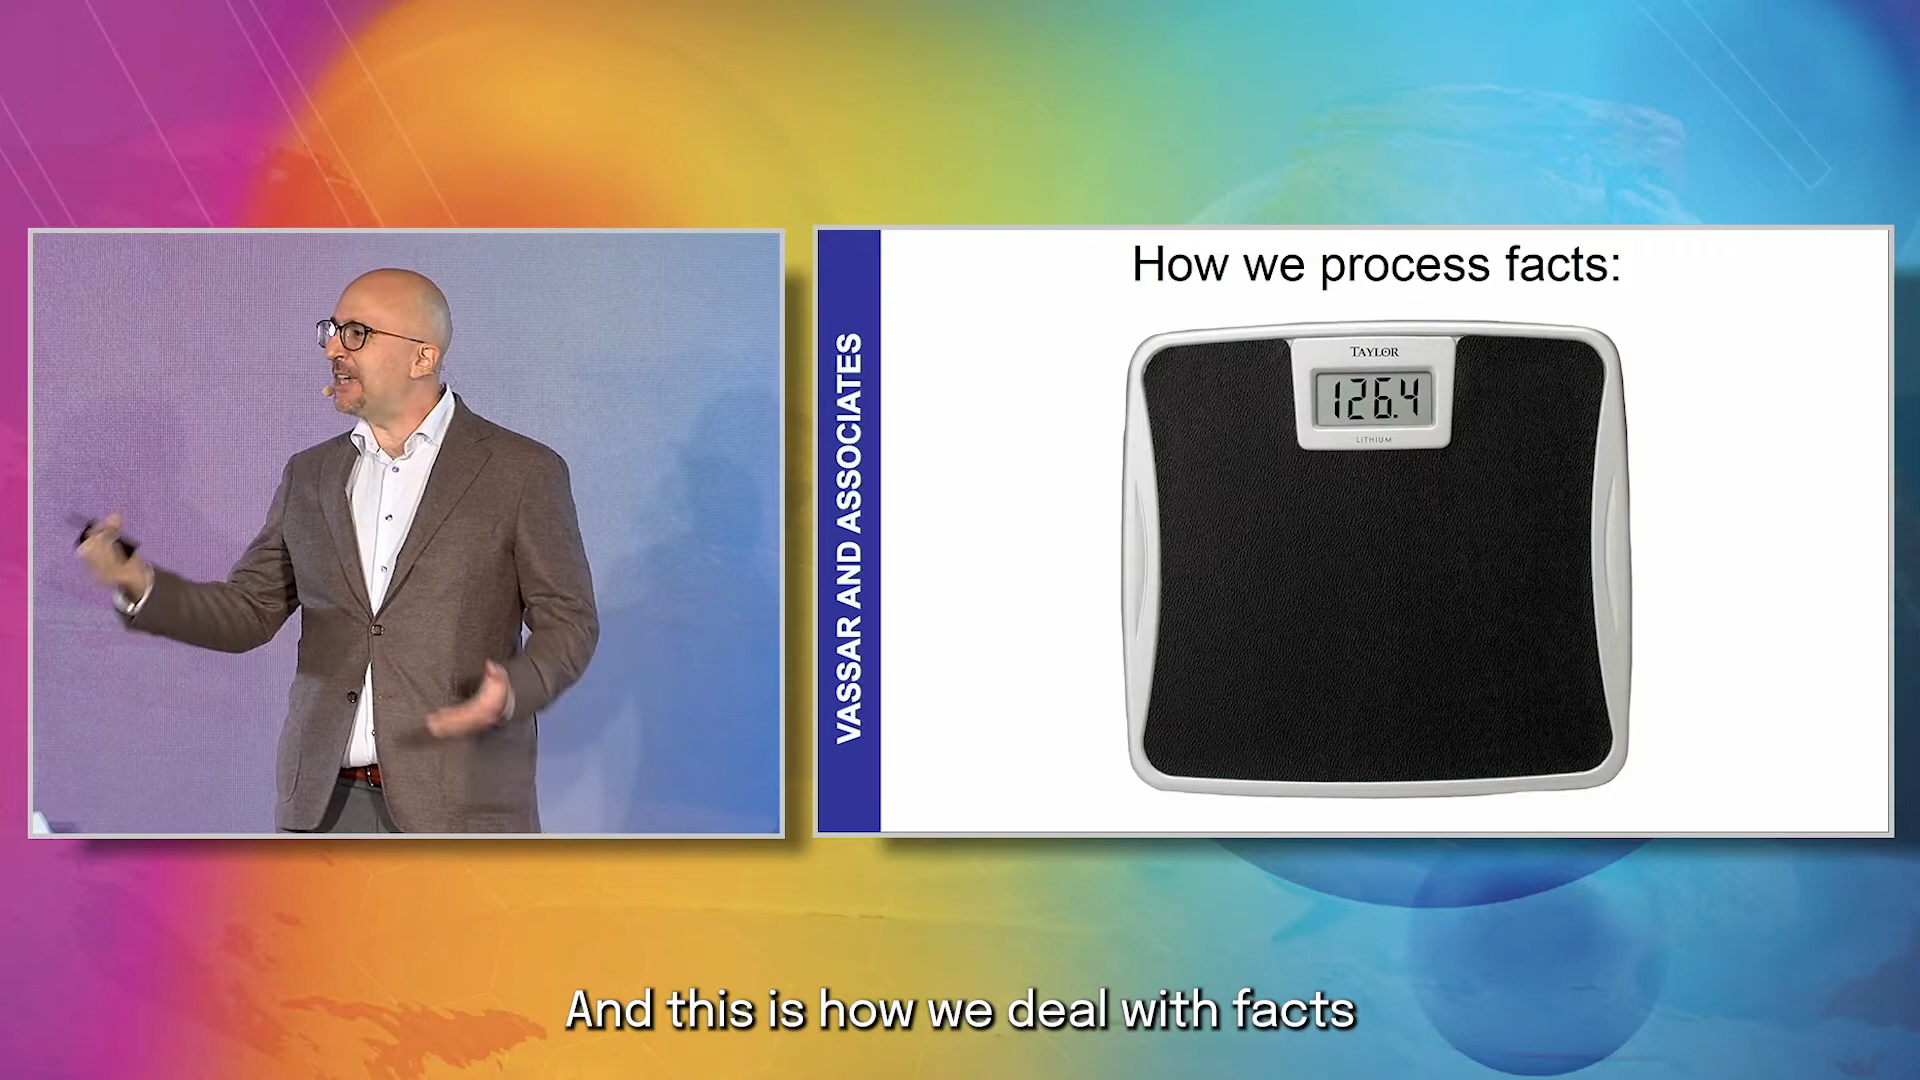 How we process facts:
TAYLOR
126.4
LITHIUM
VASSAR AND ASSOCIATES
And this is how we deal with facts